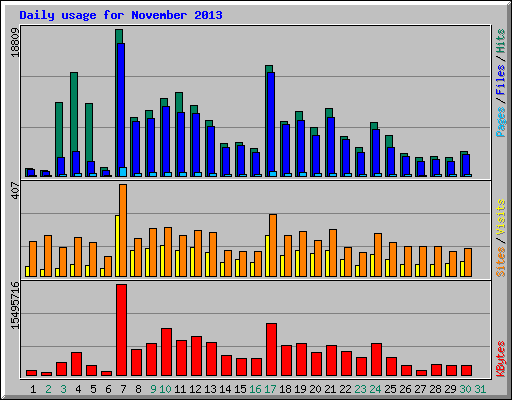 Daily usage for November 2013
18809
Pages / Files / Hits
407
Sites / Visits
15495716
KBytes
1 2 3 4 5 6 7 8 9 10 11 12 13 14 15 16 17 18 19 20 21 22 23 24 25 26 27 28 29 30 31